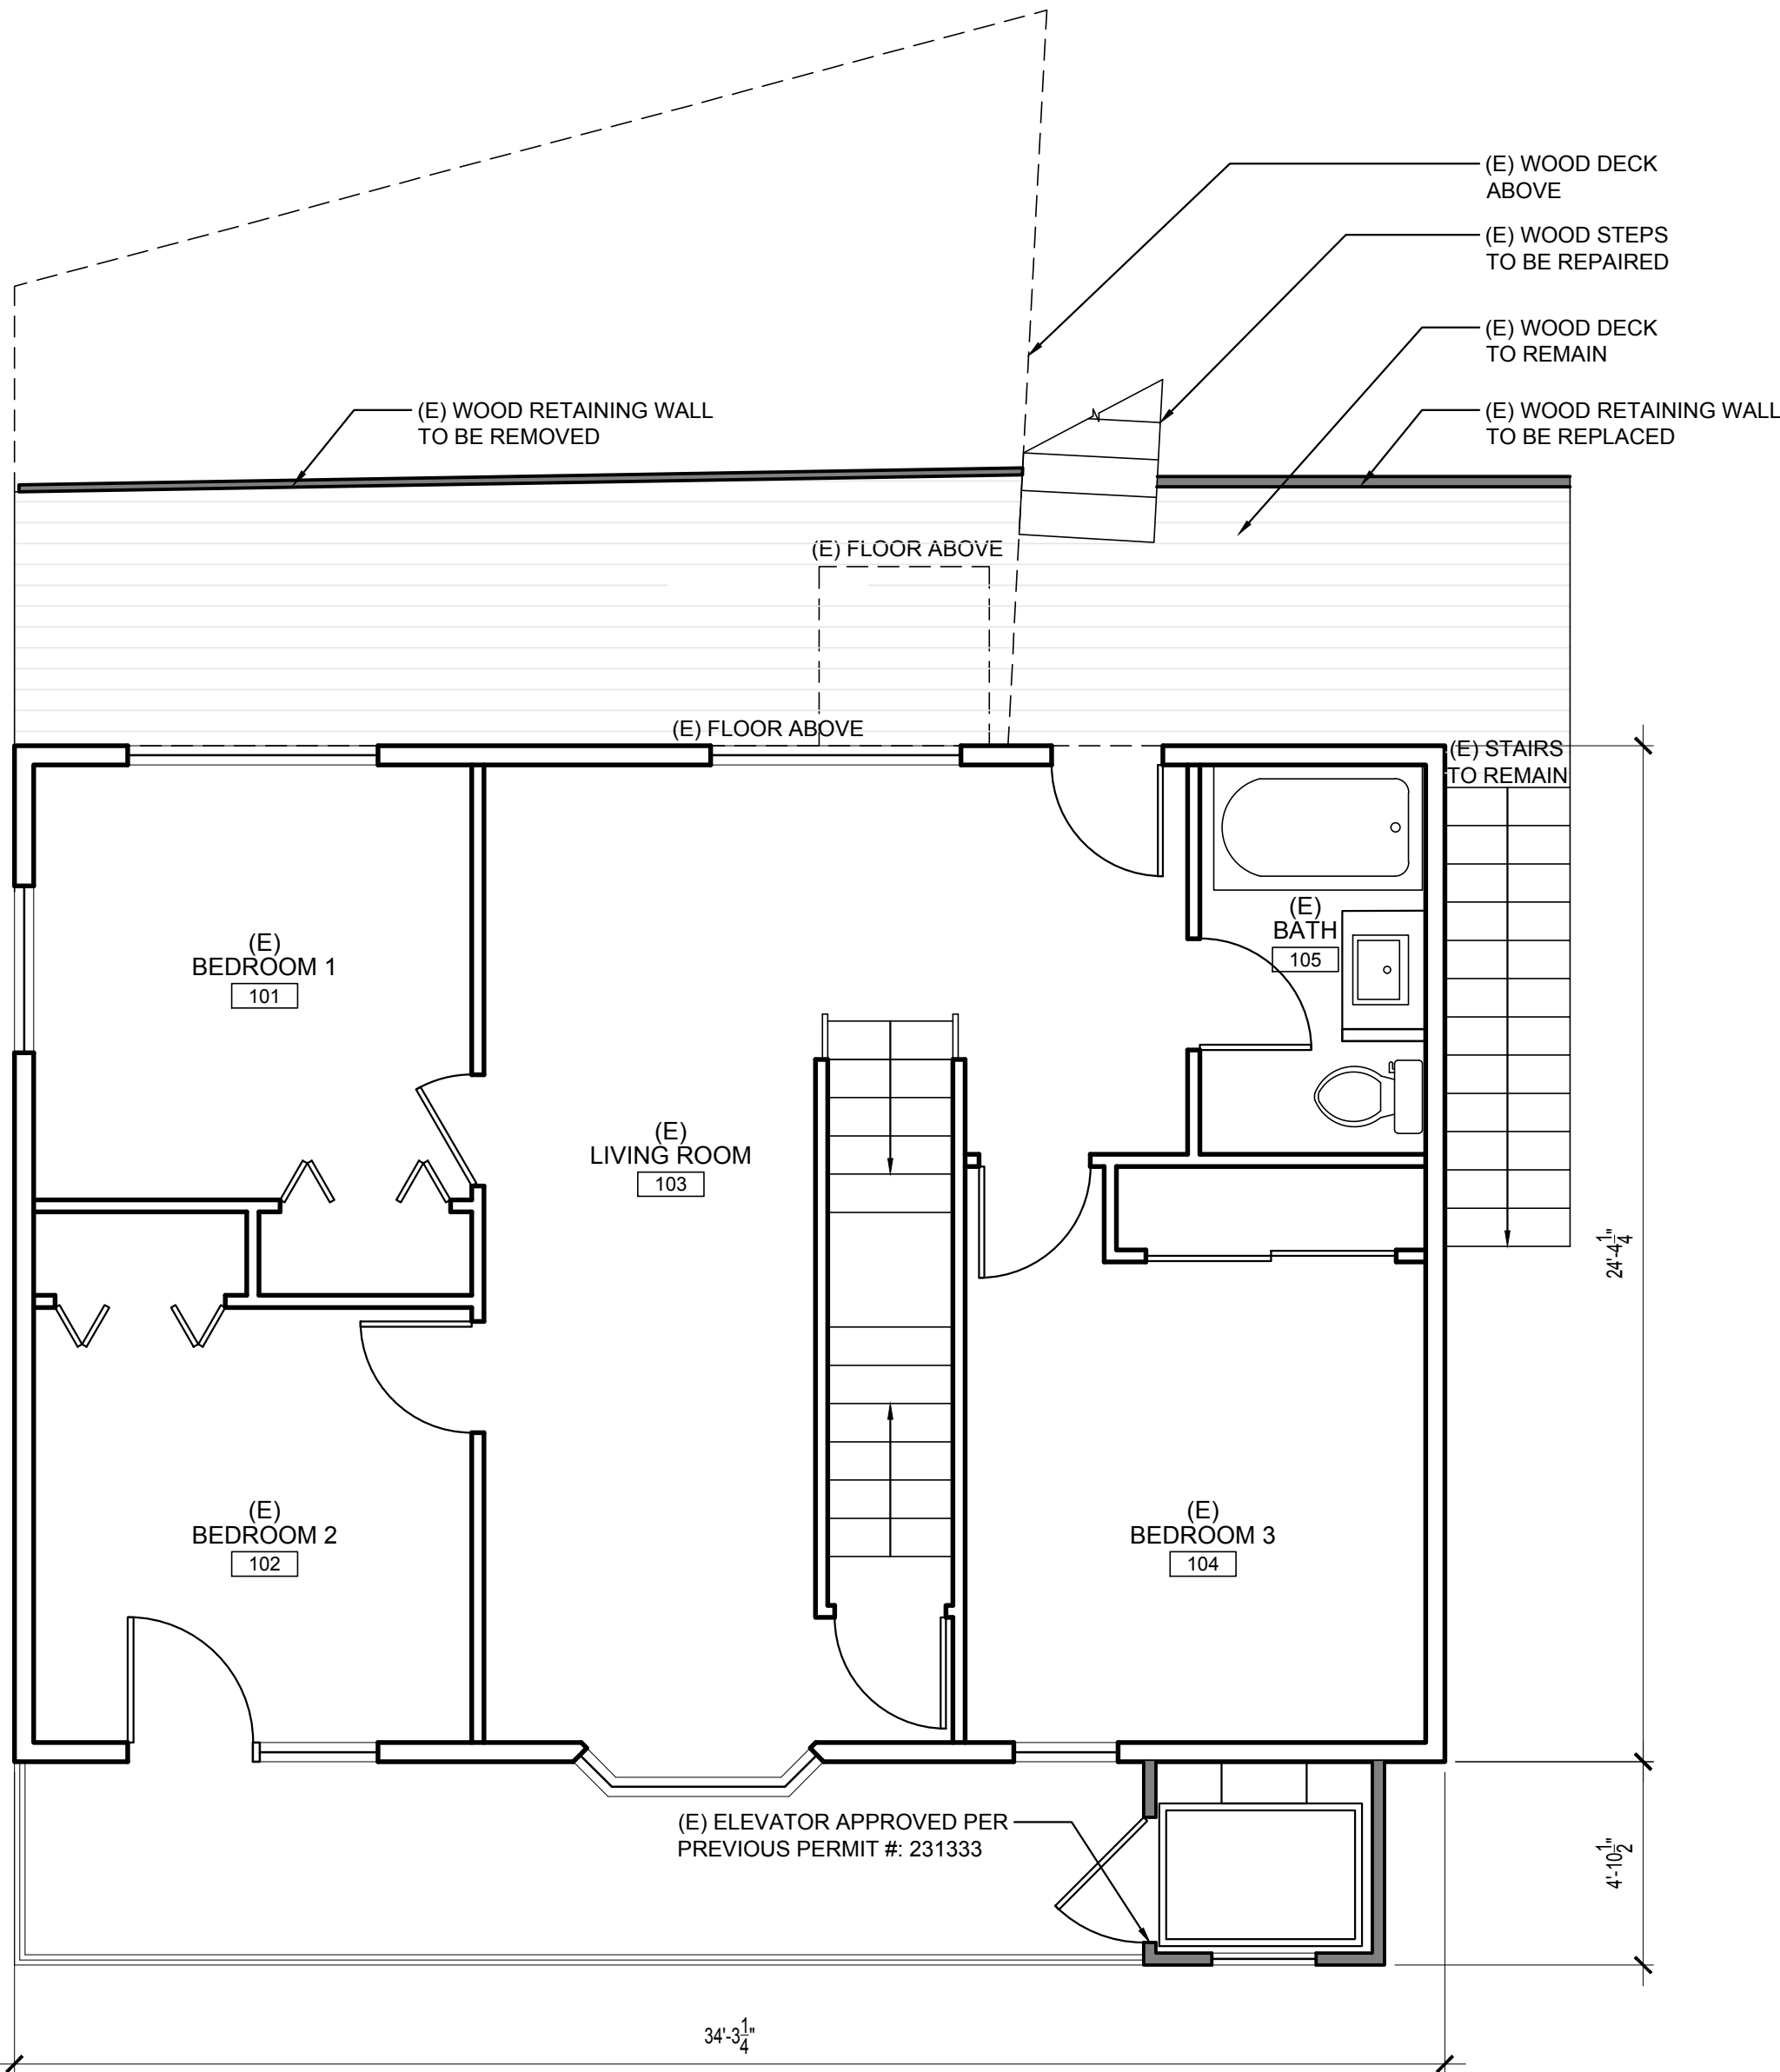 (E) WOOD DECK
ABOVE
(E) WOOD STEPS
TO BE REPAIRED
(E) WOOD DECK
TO REMAIN
(E) WOOD RETAINING WALL
TO BE REMOVED
(E) WOOD RETAINING WALL
TO BE REPLACED
(E) FLOOR ABOVE
(E) FLOOR ABOVE
(E) STAIRS
TO REMAIN
(E)
BATH
105
(E)
BEDROOM 1
101
(E)
LIVING ROOM
103
24'-4 1/4"
(E)
BEDROOM 2
102
(E)
BEDROOM 3
104
(E) ELEVATOR APPROVED PER
PREVIOUS PERMIT #: 231333
4'-10 1/2"
34'-3 1/4"